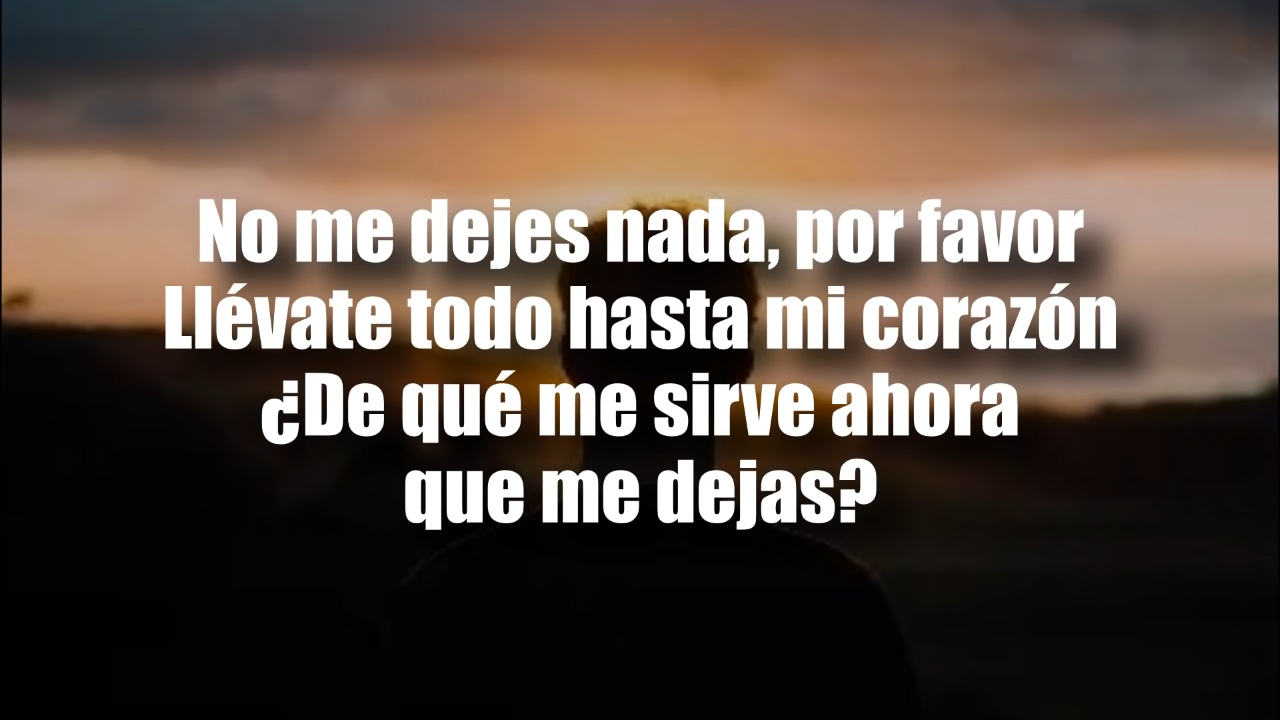 No me dejes nada, por favor
Llévate todo hasta mi corazón
¿De qué me sirve ahora
que me dejas?